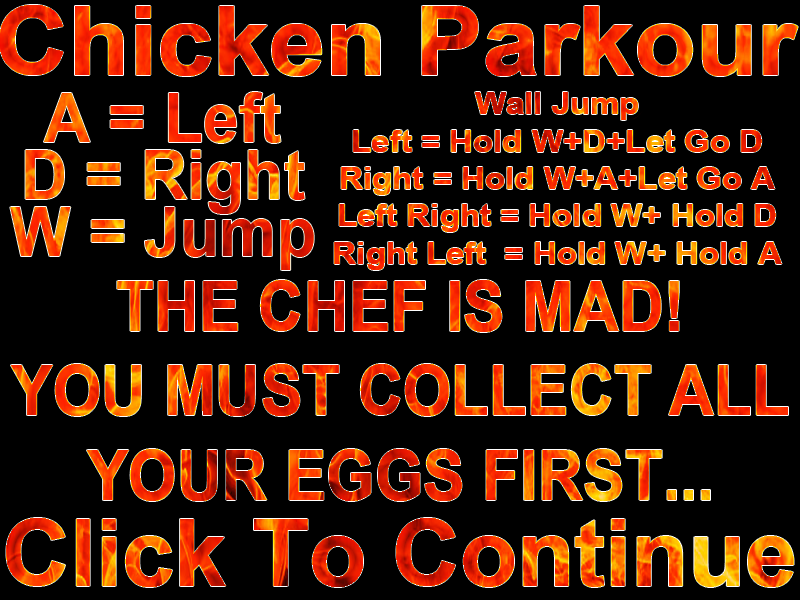 Chicken Parkour
A = Left
D = Right
W = Jump
Wall Jump
Left = Hold W+D+Let Go D
Right = Hold W+A+Let Go A
Left Right = Hold W+ Hold D
Right Left  = Hold W+ Hold A
THE CHEF IS MAD!
YOU MUST COLLECT ALL
YOUR EGGS FIRST...
Click To Continue